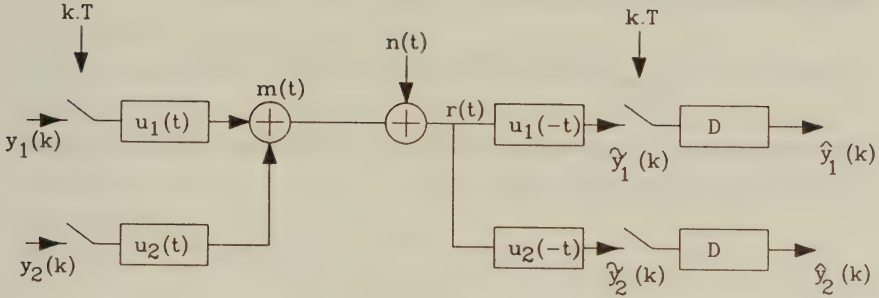 k.T
k.T
n(t)
m(t)
r(t)
u1(t)
u1(-t)
D
y1(k)
ỹ1(k)
ŷ1(k)
u2(t)
u2(-t)
D
y2(k)
ỹ2(k)
ŷ2(k)